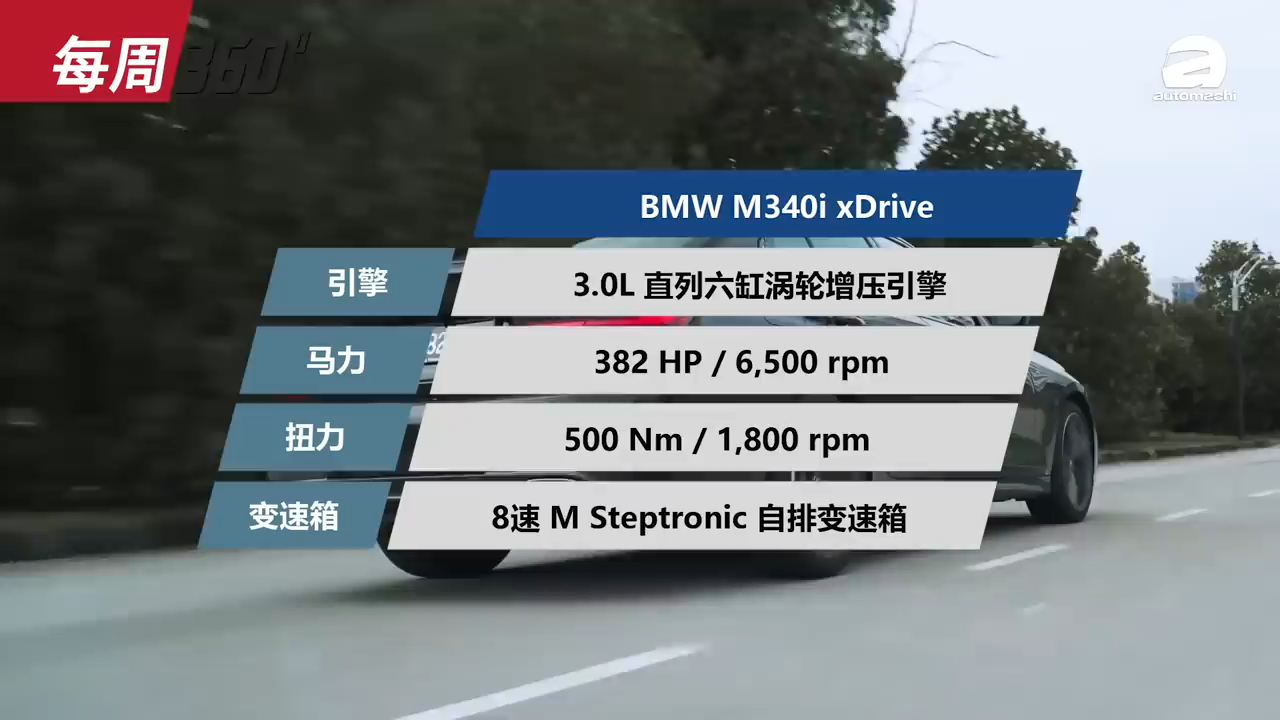 每周360°
automachi
BMW M340i xDrive
引擎
3.0L 直列六缸涡轮增压引擎
马力
382 HP / 6,500 rpm
扭力
500 Nm / 1,800 rpm
变速箱
8速 M Steptronic 自排变速箱